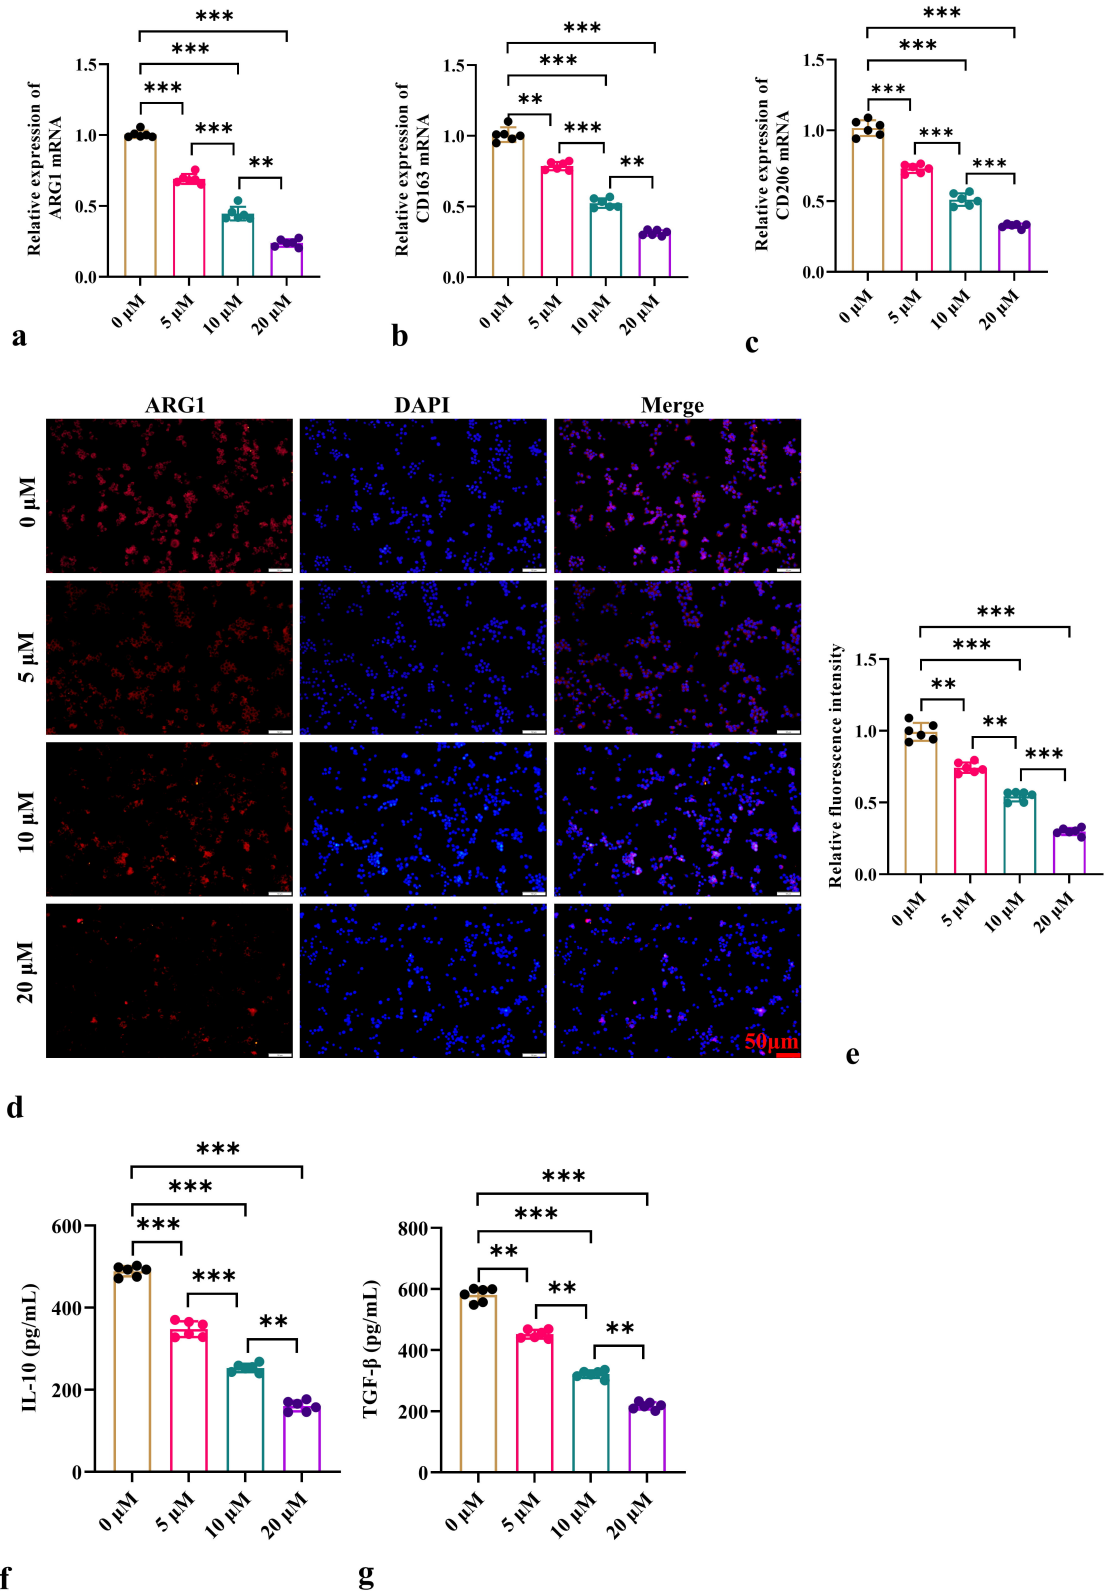 ***
***
***
***
**
1.5
1.0
0.5
0.0
Relative expression of
ARG1 mRNA
0 µM
5 µM
10 µM
20 µM
a
***
***
**
***
**
1.5
1.0
0.5
0.0
Relative expression of
CD163 mRNA
0 µM
5 µM
10 µM
20 µM
b
***
***
***
***
***
1.5
1.0
0.5
0.0
Relative expression of
CD206 mRNA
0 µM
5 µM
10 µM
20 µM
c
ARG1
DAPI
Merge
0 µM
5 µM
10 µM
20 µM
50µm
d
***
***
**
**
***
1.5
1.0
0.5
0.0
Relative fluorescence intensity
0 µM
5 µM
10 µM
20 µM
e
***
***
***
***
**
600
400
200
0
IL-10 (pg/mL)
0 µM
5 µM
10 µM
20 µM
f
***
***
**
**
**
800
600
400
200
0
TGF-β (pg/mL)
0 µM
5 µM
10 µM
20 µM
g